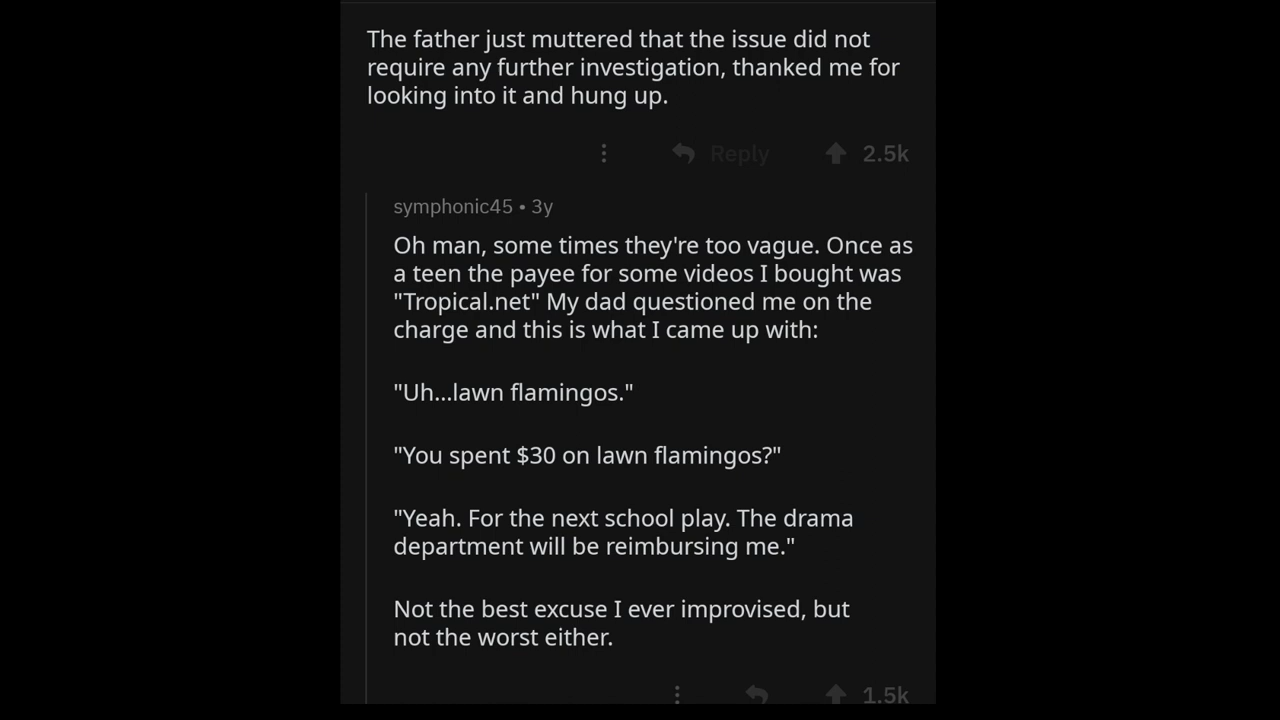 The father just muttered that the issue did not
require any further investigation, thanked me for
looking into it and hung up.
Reply
2.5k
symphonic45 • 3y
Oh man, some times they're too vague. Once as
a teen the payee for some videos I bought was
"Tropical.net" My dad questioned me on the
charge and this is what I came up with:
"Uh...lawn flamingos."
"You spent $30 on lawn flamingos?"
"Yeah. For the next school play. The drama
department will be reimbursing me."
Not the best excuse I ever improvised, but
not the worst either.
1.5k